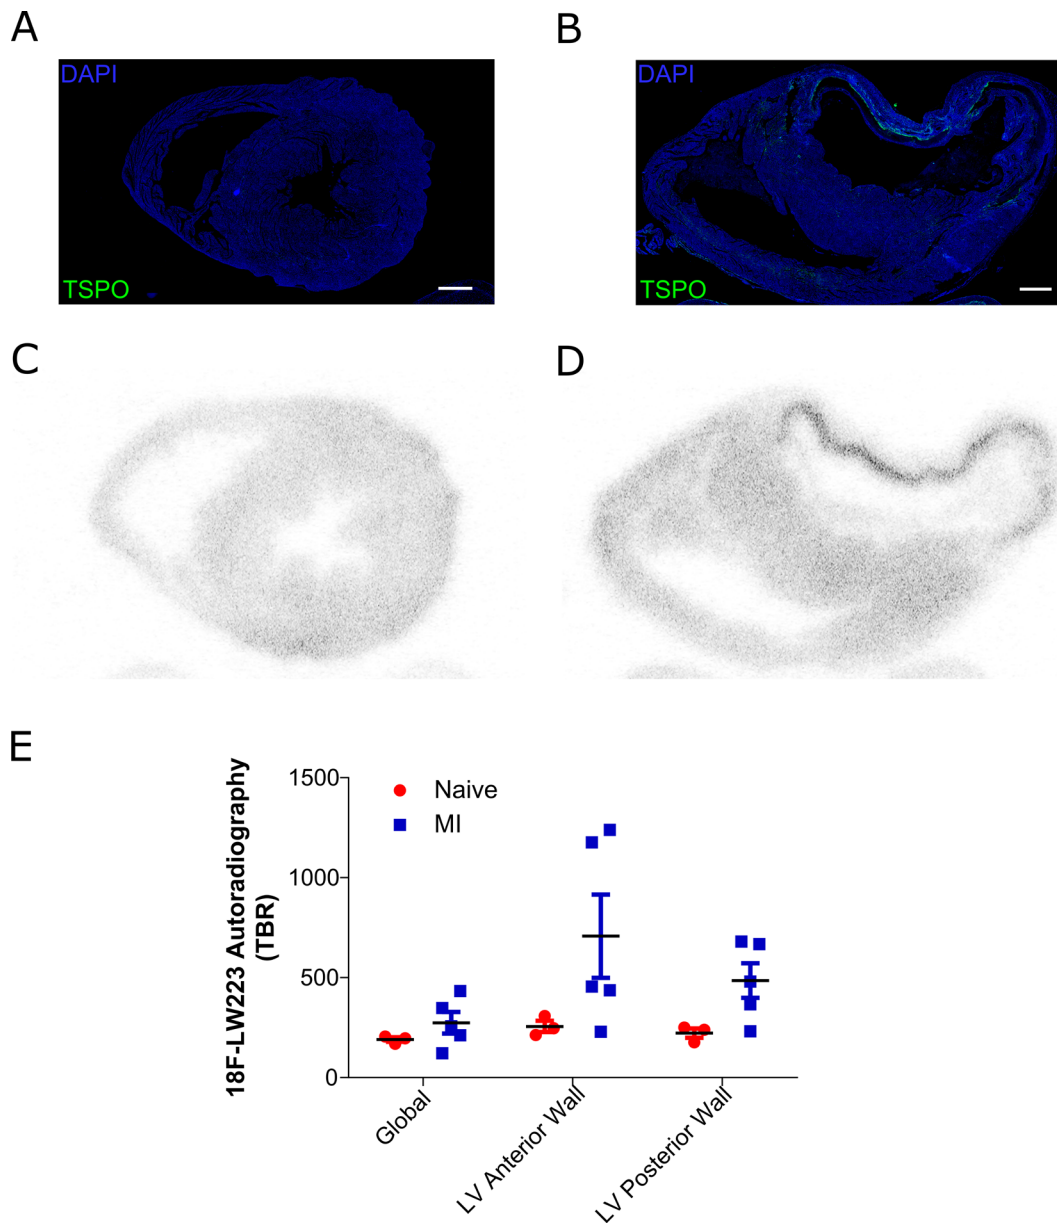 A
B
DAPI
TSPO
DAPI
TSPO
C
D
E
18F-LW223 Autoradiography
(TBR)
1500
1000
500
0
Naive
MI
Global
LV Anterior Wall
LV Posterior Wall